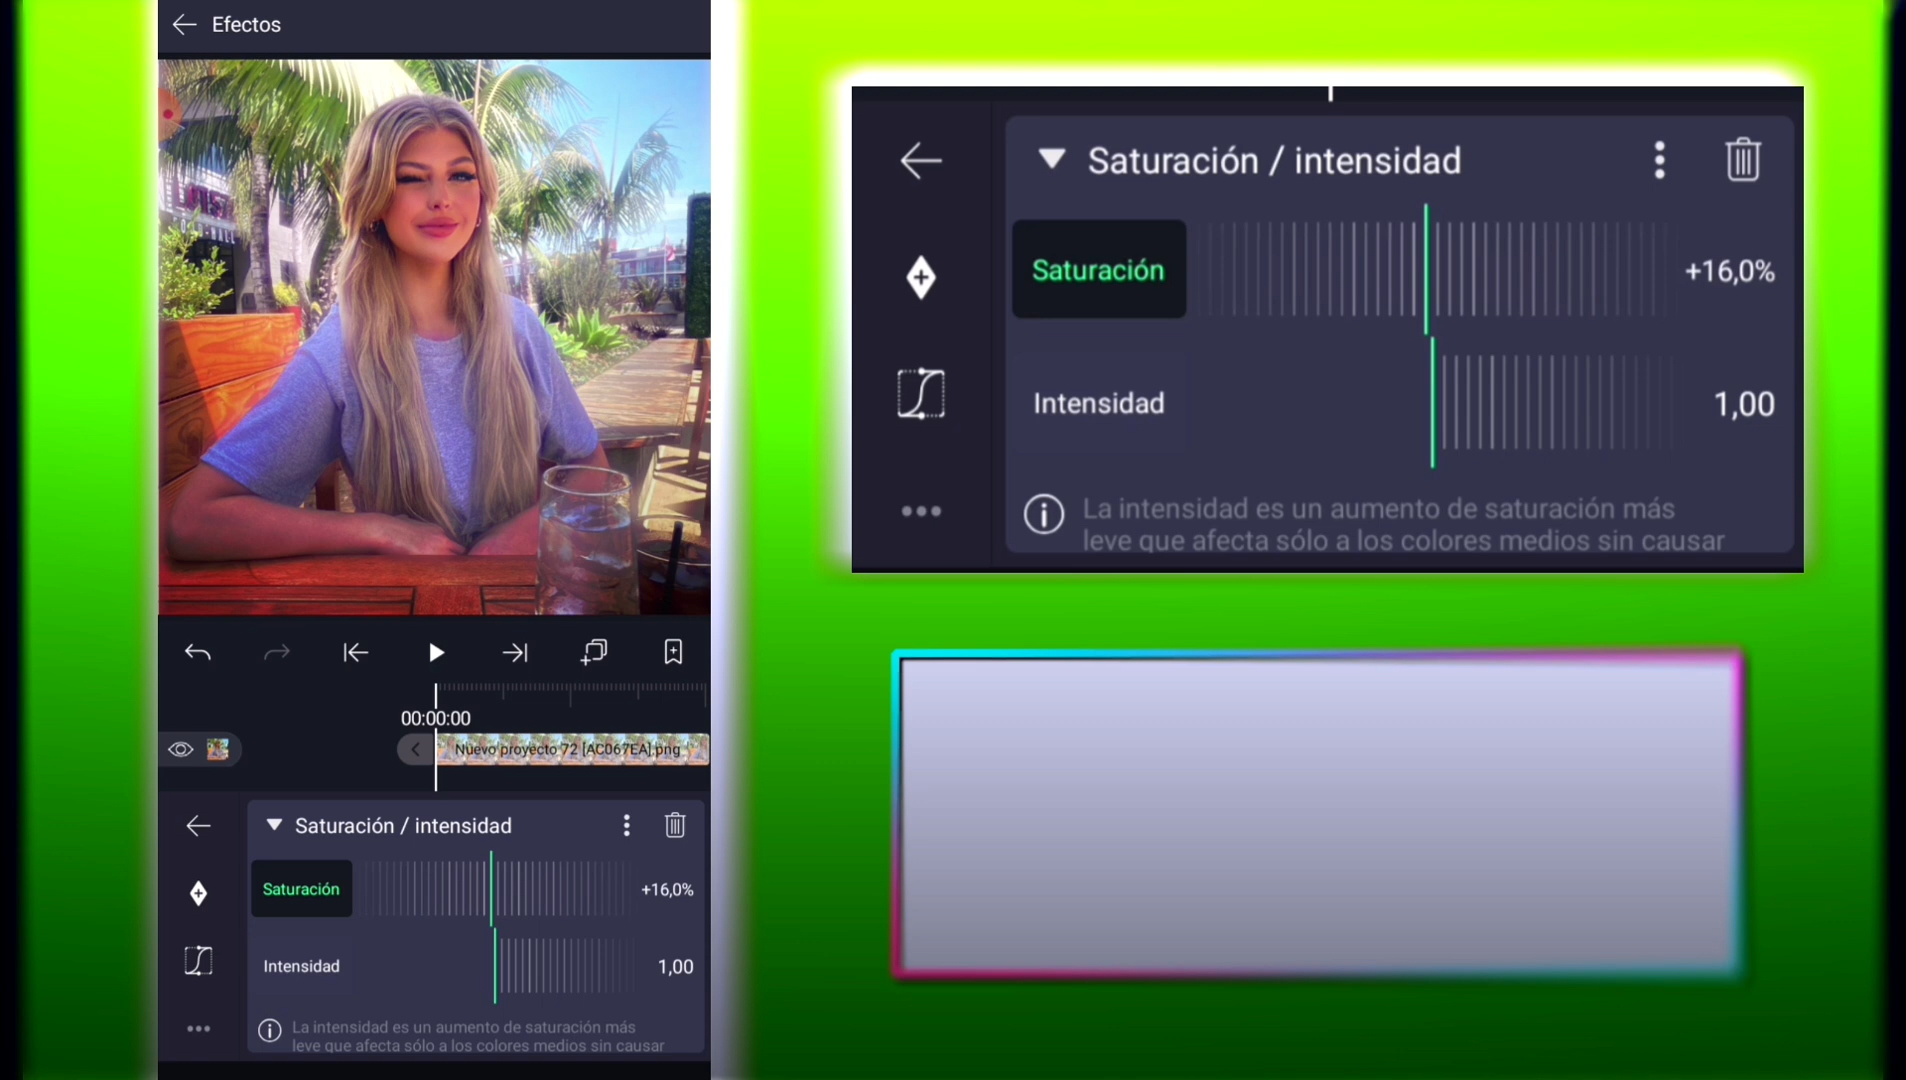 Efectos
00:00:00
Nuevo proyecto 72 [AC067EA].png
Saturación / intensidad
Saturación
+16,0%
Intensidad
1,00
La intensidad es un aumento de saturación más
leve que afecta sólo a los colores medios sin causar
Saturación / intensidad
Saturación
+16,0%
Intensidad
1,00
La intensidad es un aumento de saturación más
leve que afecta sólo a los colores medios sin causar